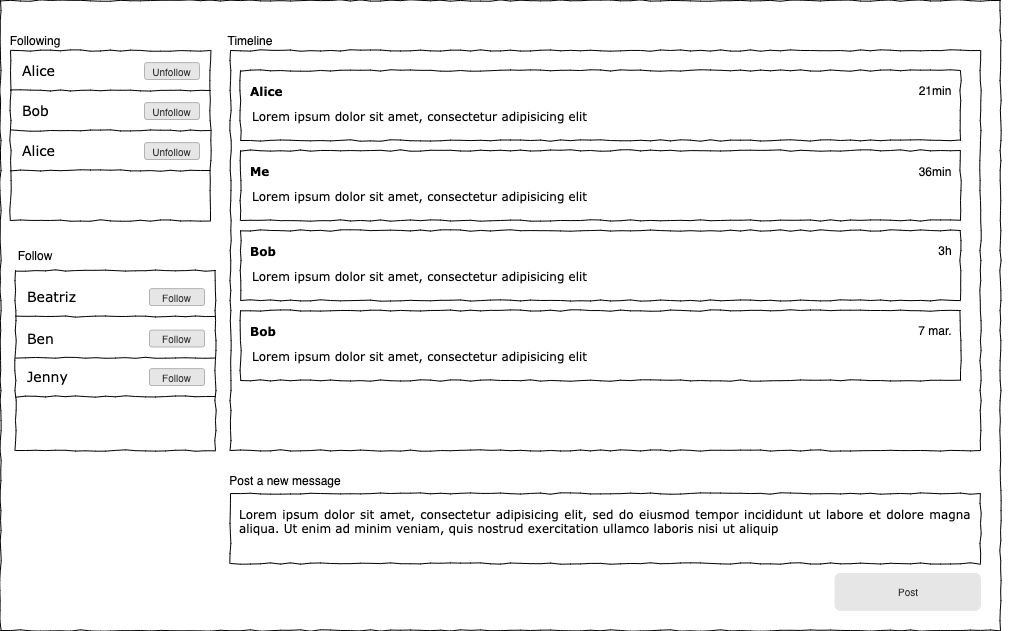 Following
Alice Unfollow
Bob Unfollow
Alice Unfollow
Follow
Beatriz Follow
Ben Follow
Jenny Follow
Timeline
Alice 21min
Lorem ipsum dolor sit amet, consectetur adipisicing elit
Me 36min
Lorem ipsum dolor sit amet, consectetur adipisicing elit
Bob 3h
Lorem ipsum dolor sit amet, consectetur adipisicing elit
Bob 7 mar.
Lorem ipsum dolor sit amet, consectetur adipisicing elit
Post a new message
Lorem ipsum dolor sit amet, consectetur adipisicing elit, sed do eiusmod tempor incididunt ut labore et dolore magna
aliqua. Ut enim ad minim veniam, quis nostrud exercitation ullamco laboris nisi ut aliquip
Post